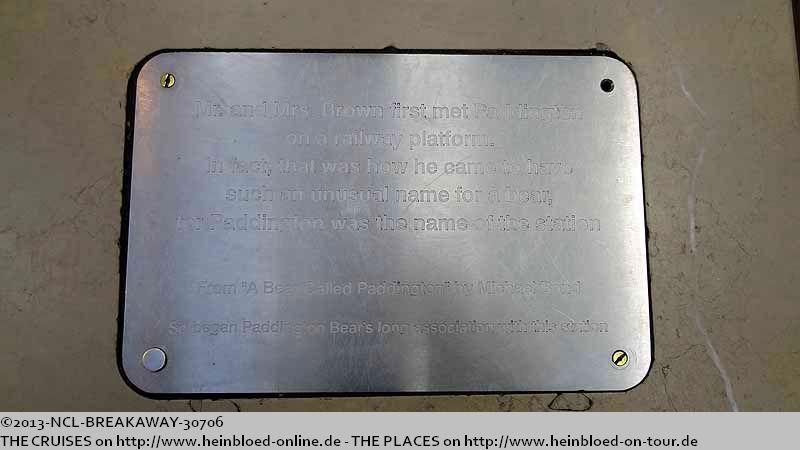 Mr. and Mrs. Brown first met Paddington
on a railway platform.
In fact, that was how he came to have
such an unusual name for a bear,
for Paddington was the name of the station
From "A Bear Called Paddington" by Michael Bond
So began Paddington Bear's long association with this station
©2013-NCL-BREAKAWAY-30706
THE CRUISES on http://www.heinbloed-online.de - THE PLACES on http://www.heinbloed-on-tour.de